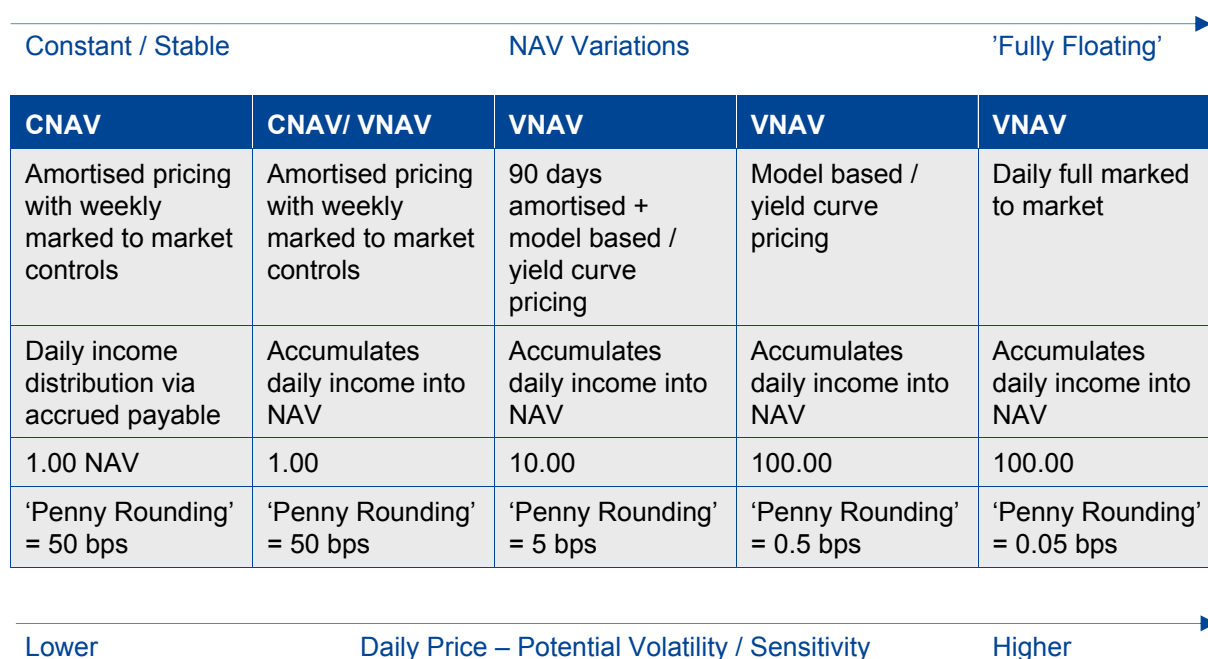 Constant / Stable NAV Variations ’Fully Floating’
CNAV CNAV/ VNAV VNAV VNAV VNAV
Amortised pricing with weekly marked to market controls
Amortised pricing with weekly marked to market controls
90 days amortised + model based / yield curve pricing
Model based / yield curve pricing
Daily full marked to market
Daily income distribution via accrued payable
Accumulates daily income into NAV
Accumulates daily income into NAV
Accumulates daily income into NAV
Accumulates daily income into NAV
1.00 NAV 1.00 10.00 100.00 100.00
‘Penny Rounding’ = 50 bps
‘Penny Rounding’ = 50 bps
‘Penny Rounding’ = 5 bps
‘Penny Rounding’ = 0.5 bps
‘Penny Rounding’ = 0.05 bps
Lower Daily Price – Potential Volatility / Sensitivity Higher